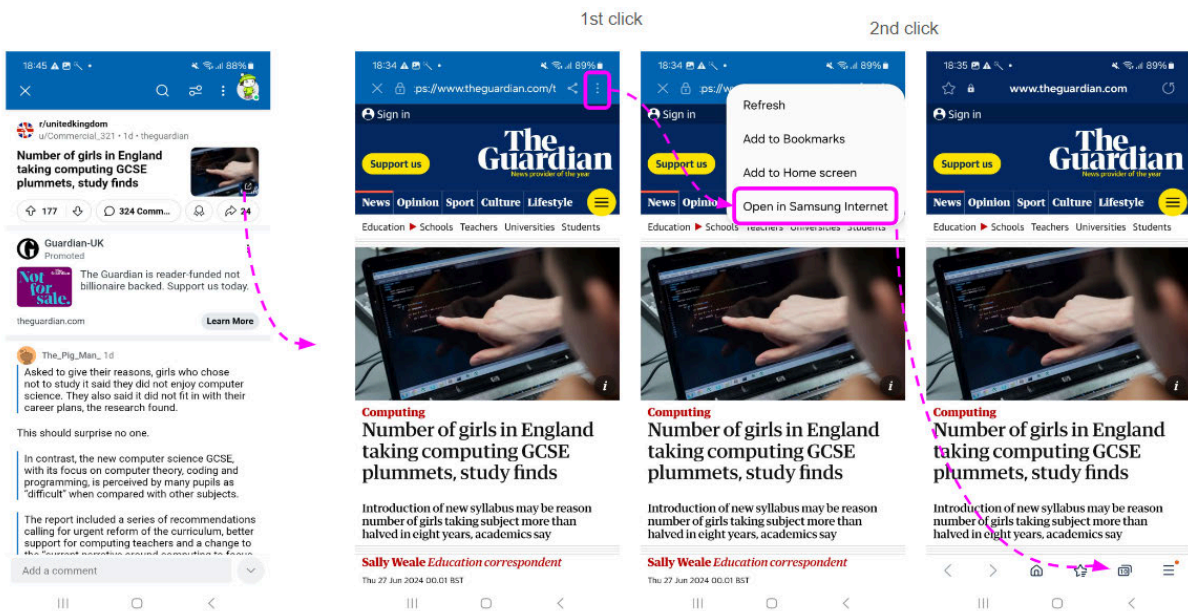 1st click
2nd click
18:45
88%
r/unitedkingdom
u/Commercial_321 • 1d • theguardian
Number of girls in England
taking computing GCSE
plummets, study finds
177
324 Comm...
24
Guardian-UK
Promoted
Not
for
sale.
The Guardian is reader-funded not
billionaire backed. Support us today.
theguardian.com
Learn More
The_Pig_Man_ 1d
Asked to give their reasons, girls who chose
not to study it said they did not enjoy computer
science. They also said it did not fit in with their
career plans, the research found.
This should surprise no one.
In contrast, the new computer science GCSE,
with its focus on computer theory, coding and
programming, is perceived by many pupils as
"difficult" when compared with other subjects.
The report included a series of recommendations
calling for urgent reform of the curriculum, better
support for computing teachers and a change to
the "current narrative around computing to focus
Add a comment
18:34
89%
:ps://www.theguardian.com/t
Sign in
Support us
The
Guardian
News provider of the year
News Opinion Sport Culture Lifestyle
Education Schools Teachers Universities Students
i
Computing
Number of girls in England
taking computing GCSE
plummets, study finds
Introduction of new syllabus may be reason
number of girls taking subject more than
halved in eight years, academics say
Sally Weale Education correspondent
Thu 27 Jun 2024 00.01 BST
18:34
89%
:ps://w
Refresh
Add to Bookmarks
Add to Home screen
Open in Samsung Internet
Sign in
Support us
News Opinio
Education Schools Teachers Universities Students
i
Computing
Number of girls in England
taking computing GCSE
plummets, study finds
Introduction of new syllabus may be reason
number of girls taking subject more than
halved in eight years, academics say
Sally Weale Education correspondent
Thu 27 Jun 2024 00.01 BST
18:35
89%
www.theguardian.com
Sign in
Support us
The
Guardian
News provider of the year
News Opinion Sport Culture Lifestyle
Education Schools Teachers Universities Students
i
Computing
Number of girls in England
taking computing GCSE
plummets, study finds
Introduction of new syllabus may be reason
number of girls taking subject more than
halved in eight years, academics say